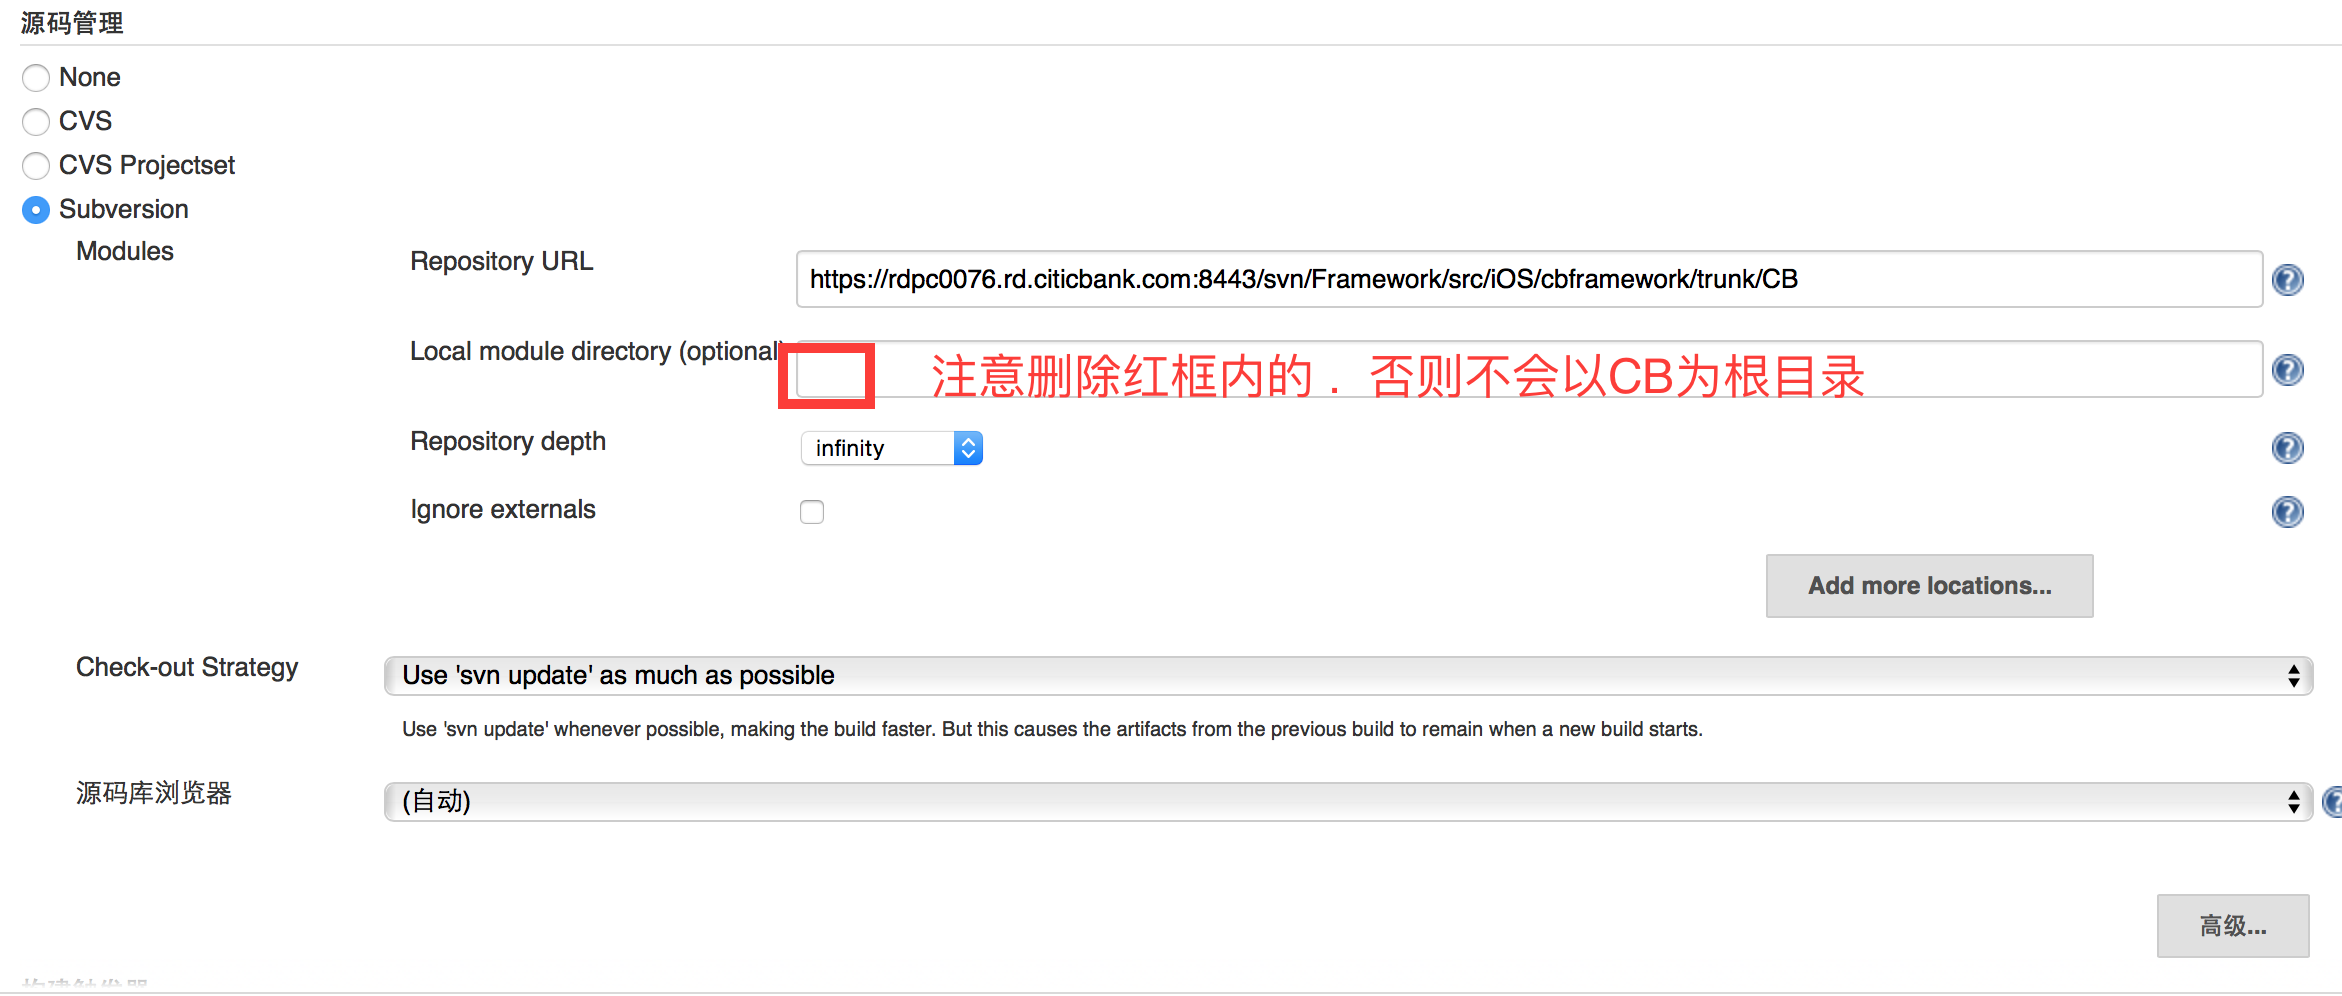 源码管理
None
CVS
CVS Projectset
Subversion
Modules
Repository URL
https://rdpc0076.rd.citicbank.com:8443/svn/Framework/src/iOS/cbframework/trunk/CB
Local module directory (optional)
注意删除红框内的． 否则不会以CB为根目录
Repository depth
infinity
Ignore externals
Add more locations...
Check-out Strategy
Use 'svn update' as much as possible
Use 'svn update' whenever possible, making the build faster. But this causes the artifacts from the previous build to remain when a new build starts.
源码库浏览器
(自动)
高级...
构建触发器